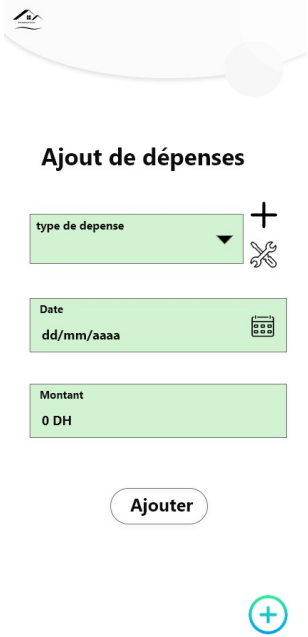 Ajout de dépenses
type de depense
Date
dd/mm/aaaa
Montant
0 DH
Ajouter